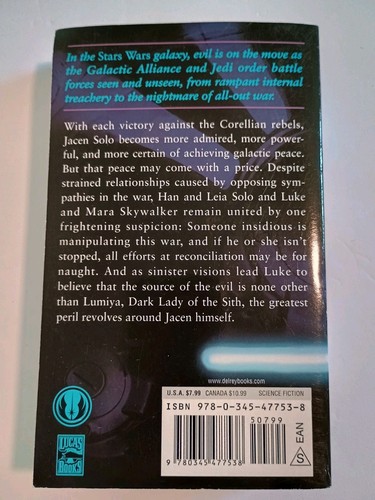 In the Stars Wars galaxy, evil is on the move as
the Galactic Alliance and Jedi order battle
forces seen and unseen, from rampant internal
treachery to the nightmare of all-out war.
With each victory against the Corellian rebels,
Jacen Solo becomes more admired, more power-
ful, and more certain of achieving galactic peace.
But that peace may come with a price. Despite
strained relationships caused by opposing sym-
pathies in the war, Han and Leia Solo and Luke
and Mara Skywalker remain united by one
frightening suspicion: Someone insidious is
manipulating this war, and if he or she isn't
stopped, all efforts at reconciliation may be for
naught. And as sinister visions lead Luke to
believe that the source of the evil is none other
than Lumiya, Dark Lady of the Sith, the greatest
peril revolves around Jacen himself.
www.delreybooks.com
U.S.A. $7.99 CANADA $10.99 SCIENCE FICTION
ISBN 978-0-345-47753-8
50799
9 780345 477538
S
EAN
LUCAS
BOOKS